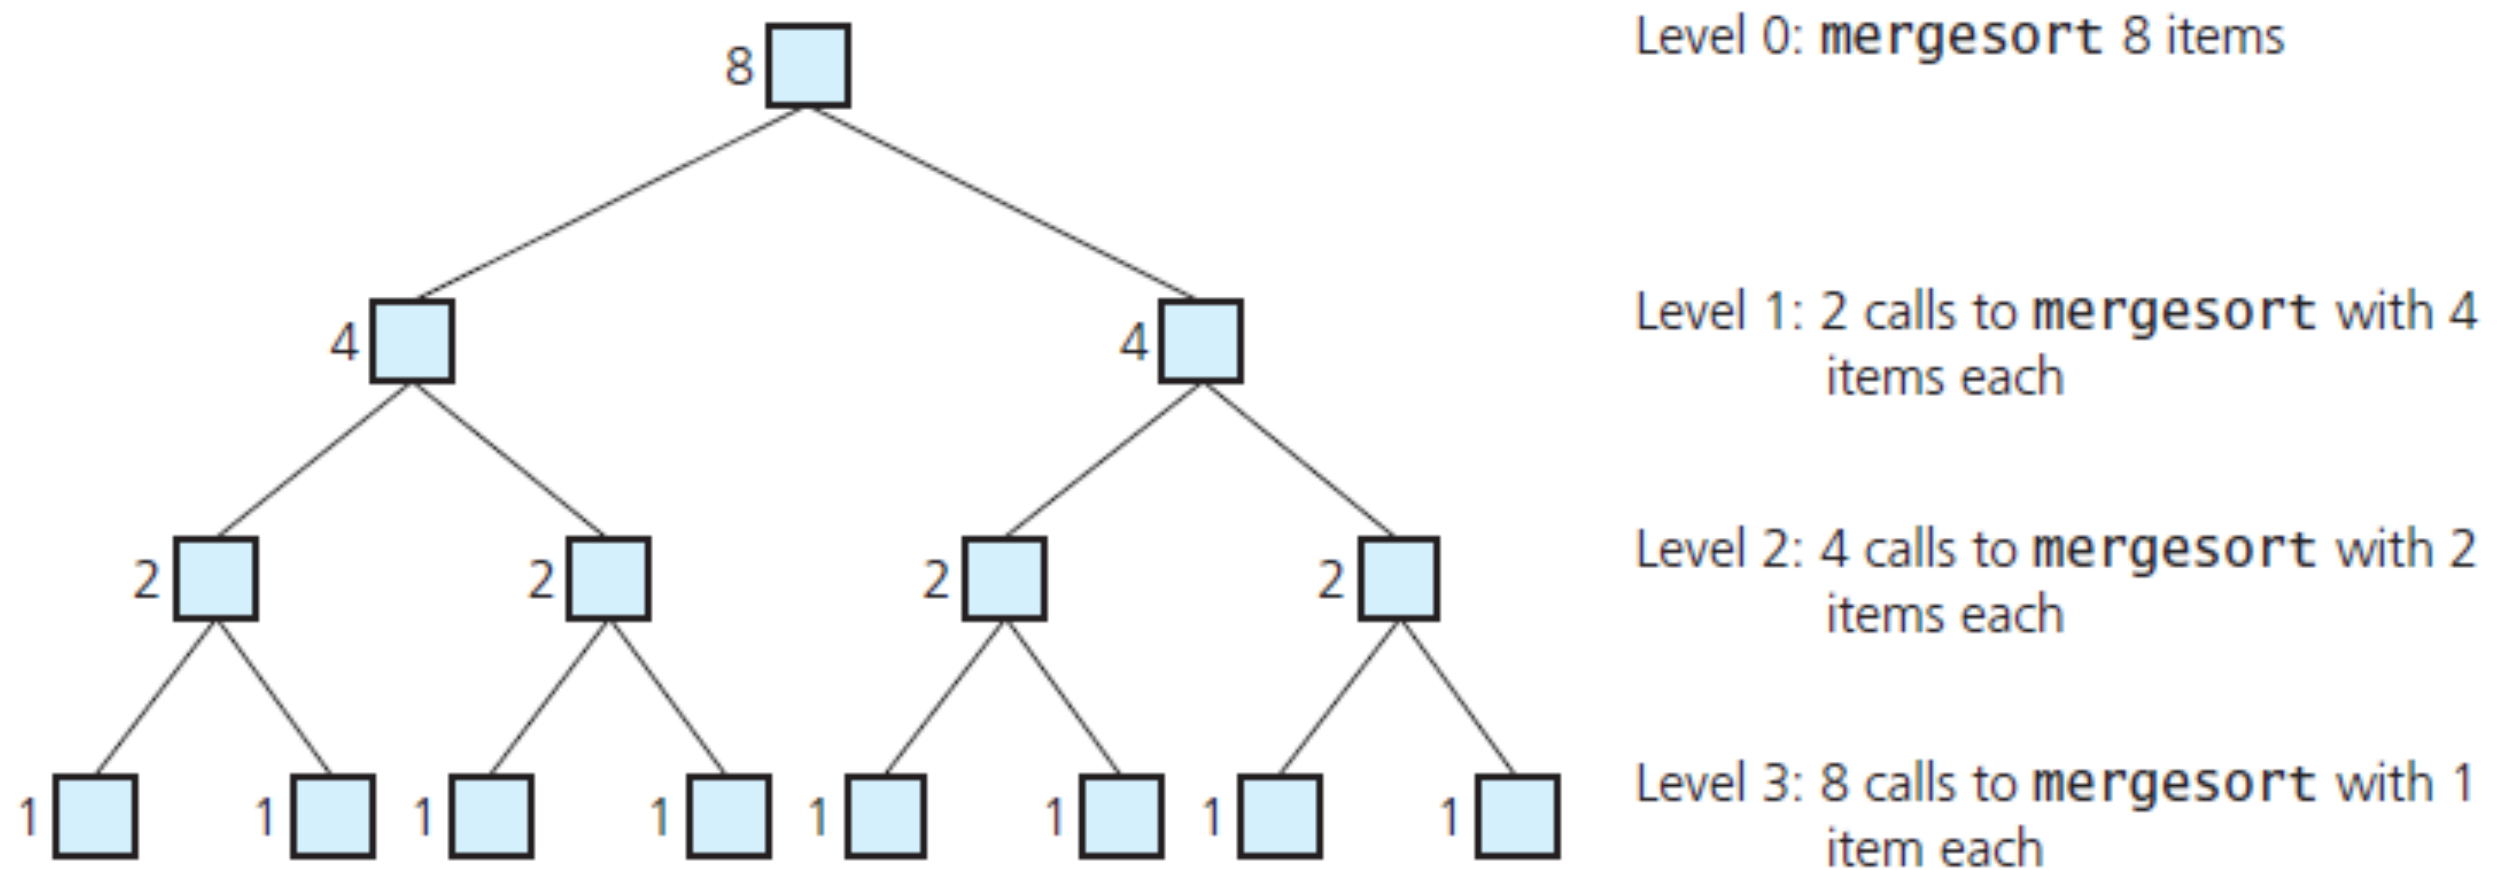 8
Level 0: mergesort 8 items
4
4
Level 1: 2 calls to mergesort with 4
items each
2
2
2
2
Level 2: 4 calls to mergesort with 2
items each
1
1
1
1
1
1
1
1
Level 3: 8 calls to mergesort with 1
item each